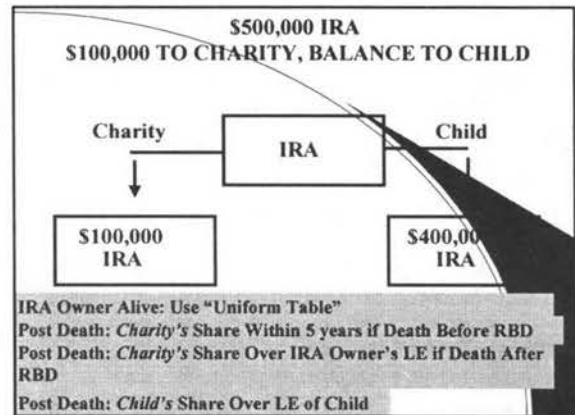 $500,000 IRA
$100,000 TO CHARITY, BALANCE TO CHILD
Charity
IRA
Child
$100,000
IRA
$400,00
IRA
IRA Owner Alive: Use “Uniform Table”
Post Death: Charity's Share Within 5 years if Death Before RBD
Post Death: Charity's Share Over IRA Owner's LE if Death After
RBD
Post Death: Child's Share Over LE of Child